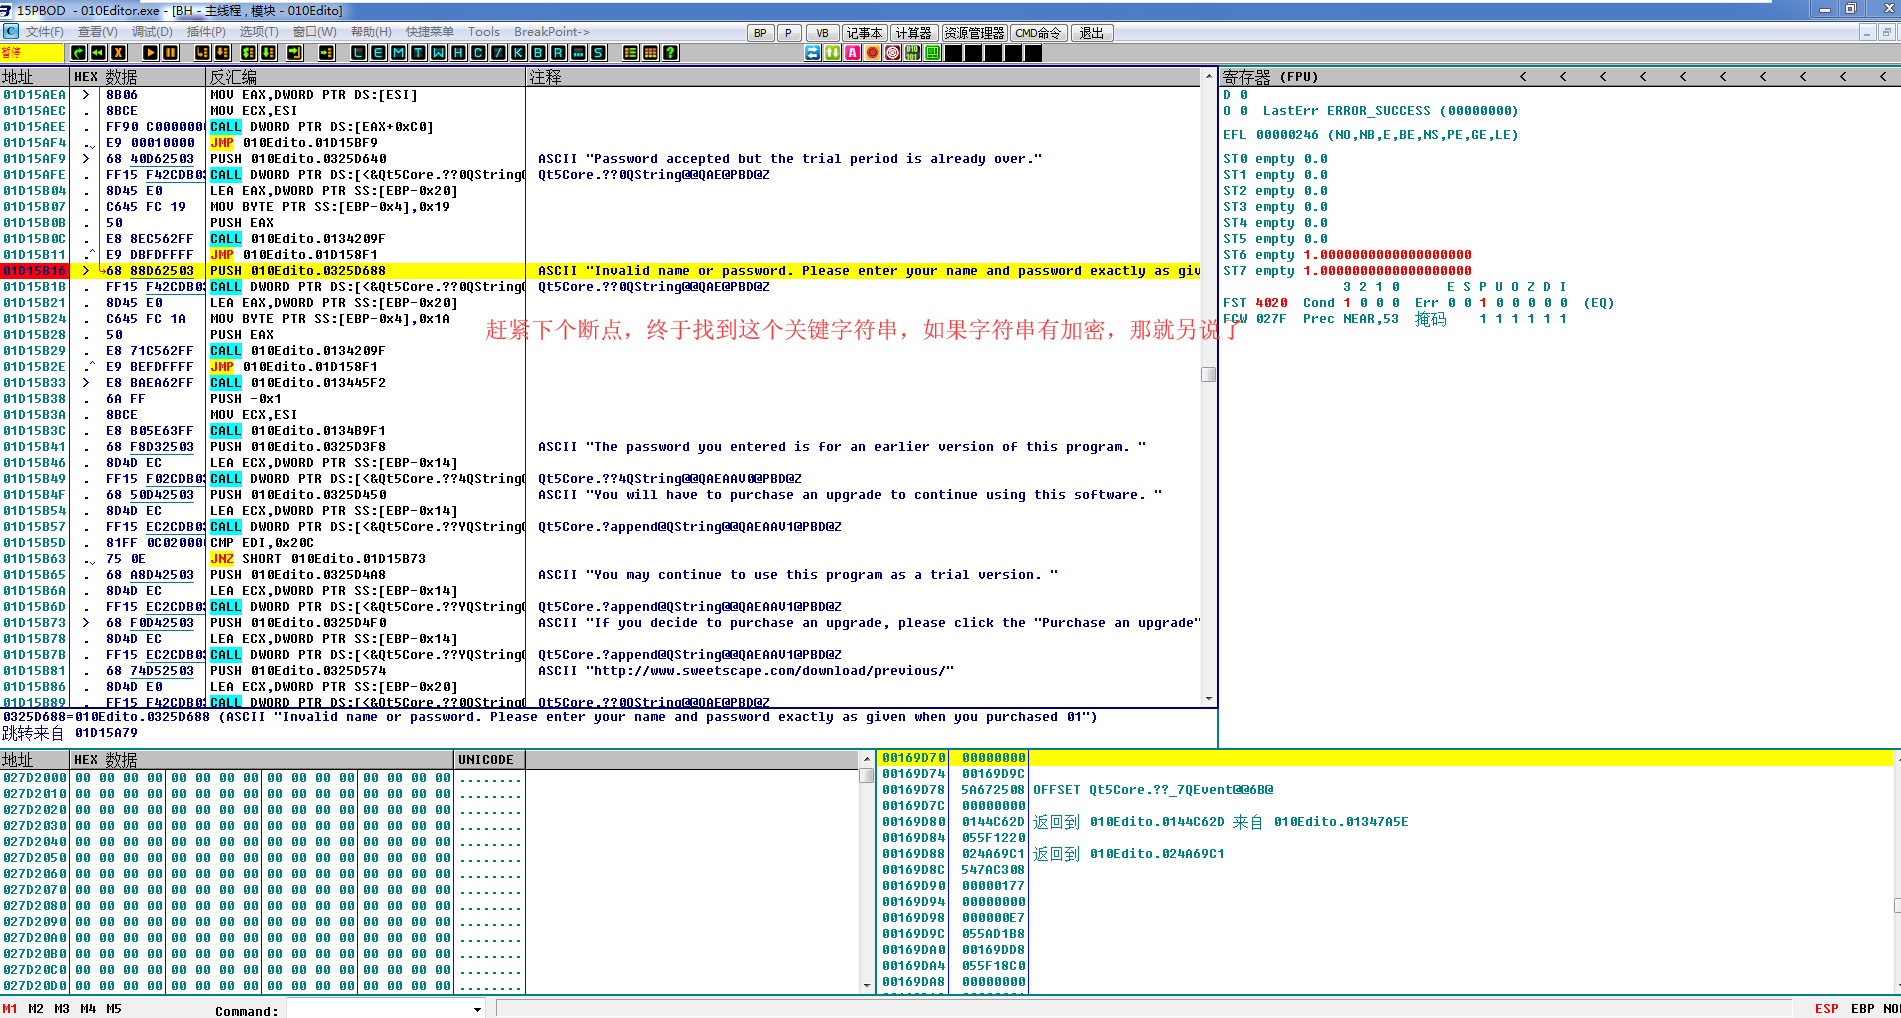 15PBOD - 010Editor.exe - [BH - 主线程, 模块 - 010Edito]
文件(F) 查看(V) 调试(D) 插件(P) 选项(T) 窗口(W) 帮助(H) 快捷菜单 Tools BreakPoint-> BP P VB 记事本 计算器 资源管理器 CMD命令 退出
暂停 L E M T W H C / K B R ... S ?
地址 HEX 数据 反汇编 注释
01D15AEA > 8B06 MOV EAX,DWORD PTR DS:[ESI]
01D15AEC . 8BCE MOV ECX,ESI
01D15AEE . FF90 C0000000 CALL DWORD PTR DS:[EAX+0xC0]
01D15AF4 . E9 00010000 JMP 010Edito.01D15BF9
01D15AF9 > 68 40D62503 PUSH 010Edito.0325D640 ASCII "Password accepted but the trial period is already over."
01D15AFE . FF15 F42CDB03 CALL DWORD PTR DS:[<&Qt5Core.??0QString@ Qt5Core.??0QString@@QAE@PBD@Z
01D15B04 . 8D45 E0 LEA EAX,DWORD PTR SS:[EBP-0x20]
01D15B07 . C645 FC 19 MOV BYTE PTR SS:[EBP-0x4],0x19
01D15B0B . 50 PUSH EAX
01D15B0C . E8 8EC562FF CALL 010Edito.0134209F
01D15B11 .^ E9 DBFDFFFF JMP 010Edito.01D158F1
01D15B16 > 68 88D62503 PUSH 010Edito.0325D688 ASCII "Invalid name or password. Please enter your name and password exactly as giv
01D15B1B . FF15 F42CDB03 CALL DWORD PTR DS:[<&Qt5Core.??0QString@ Qt5Core.??0QString@@QAE@PBD@Z
01D15B21 . 8D45 E0 LEA EAX,DWORD PTR SS:[EBP-0x20]
01D15B24 . C645 FC 1A MOV BYTE PTR SS:[EBP-0x4],0x1A
01D15B28 . 50 PUSH EAX
赶紧下个断点，终于找到这个关键字符串，如果字符串有加密，那就另说了
01D15B29 . E8 71C562FF CALL 010Edito.0134209F
01D15B2E .^ E9 BEFDFFFF JMP 010Edito.01D158F1
01D15B33 > E8 BAEA62FF CALL 010Edito.013445F2
01D15B38 . 6A FF PUSH -0x1
01D15B3A . 8BCE MOV ECX,ESI
01D15B3C . E8 B05E63FF CALL 010Edito.0134B9F1
01D15B41 . 68 F8D32503 PUSH 010Edito.0325D3F8 ASCII "The password you entered is for an earlier version of this program. "
01D15B46 . 8D4D EC LEA ECX,DWORD PTR SS:[EBP-0x14]
01D15B49 . FF15 F02CDB03 CALL DWORD PTR DS:[<&Qt5Core.??4QString@ Qt5Core.??4QString@@QAEAAV0@PBD@Z
01D15B4F . 68 50D42503 PUSH 010Edito.0325D450 ASCII "You will have to purchase an upgrade to continue using this software. "
01D15B54 . 8D4D EC LEA ECX,DWORD PTR SS:[EBP-0x14]
01D15B57 . FF15 EC2CDB03 CALL DWORD PTR DS:[<&Qt5Core.??YQString@ Qt5Core.?append@QString@@QAEAAV1@PBD@Z
01D15B5D . 81FF 0C020000 CMP EDI,0x20C
01D15B63 . 75 0E JNZ SHORT 010Edito.01D15B73
01D15B65 . 68 A8D42503 PUSH 010Edito.0325D4A8 ASCII "You may continue to use this program as a trial version. "
01D15B6A . 8D4D EC LEA ECX,DWORD PTR SS:[EBP-0x14]
01D15B6D . FF15 EC2CDB03 CALL DWORD PTR DS:[<&Qt5Core.??YQString@ Qt5Core.?append@QString@@QAEAAV1@PBD@Z
01D15B73 > 68 F0D42503 PUSH 010Edito.0325D4F0 ASCII "If you decide to purchase an upgrade, please click the "Purchase an upgrade"
01D15B78 . 8D4D EC LEA ECX,DWORD PTR SS:[EBP-0x14]
01D15B7B . FF15 EC2CDB03 CALL DWORD PTR DS:[<&Qt5Core.??YQString@ Qt5Core.?append@QString@@QAEAAV1@PBD@Z
01D15B81 . 68 74D52503 PUSH 010Edito.0325D574 ASCII "http://www.sweetscape.com/download/previous/"
01D15B86 . 8D4D E0 LEA ECX,DWORD PTR SS:[EBP-0x20]
01D15B89 . FF15 F42CDB03 CALL DWORD PTR DS:[<&Qt5Core.??0QString@ Qt5Core.??0QString@@QAE@PBD@Z
0325D688=010Edito.0325D688 (ASCII "Invalid name or password. Please enter your name and password exactly as given when you purchased 01")
跳转来自 01D15A79
寄存器 (FPU) < < < < < < < < < <
D 0
O 0 LastErr ERROR_SUCCESS (00000000)
EFL 00000246 (NO,NB,E,BE,NS,PE,GE,LE)
ST0 empty 0.0
ST1 empty 0.0
ST2 empty 0.0
ST3 empty 0.0
ST4 empty 0.0
ST5 empty 0.0
ST6 empty 1.0000000000000000000
ST7 empty 1.0000000000000000000
3 2 1 0 E S P U O Z D I
FST 4020 Cond 1 0 0 0 Err 0 0 1 0 0 0 0 0 (EQ)
FCW 027F Prec NEAR,53 掩码 1 1 1 1 1 1
地址 HEX 数据 UNICODE
027D2000 00 00 00 00 00 00 00 00 00 00 00 00 00 00 00 00 ........
027D2010 00 00 00 00 00 00 00 00 00 00 00 00 00 00 00 00 ........
027D2020 00 00 00 00 00 00 00 00 00 00 00 00 00 00 00 00 ........
027D2030 00 00 00 00 00 00 00 00 00 00 00 00 00 00 00 00 ........
027D2040 00 00 00 00 00 00 00 00 00 00 00 00 00 00 00 00 ........
027D2050 00 00 00 00 00 00 00 00 00 00 00 00 00 00 00 00 ........
027D2060 00 00 00 00 00 00 00 00 00 00 00 00 00 00 00 00 ........
027D2070 00 00 00 00 00 00 00 00 00 00 00 00 00 00 00 00 ........
027D2080 00 00 00 00 00 00 00 00 00 00 00 00 00 00 00 00 ........
027D2090 00 00 00 00 00 00 00 00 00 00 00 00 00 00 00 00 ........
027D20A0 00 00 00 00 00 00 00 00 00 00 00 00 00 00 00 00 ........
027D20B0 00 00 00 00 00 00 00 00 00 00 00 00 00 00 00 00 ........
027D20C0 00 00 00 00 00 00 00 00 00 00 00 00 00 00 00 00 ........
027D20D0 00 00 00 00 00 00 00 00 00 00 00 00 00 00 00 00 ........
00169D70 00000000
00169D74 00169D9C
00169D78 5A672508 OFFSET Qt5Core.??_7QEvent@@6B@
00169D7C 00000000
00169D80 0144C62D 返回到 010Edito.0144C62D 来自 010Edito.01347A5E
00169D84 055F1220
00169D88 024A69C1 返回到 010Edito.024A69C1
00169D8C 547AC308
00169D90 00000177
00169D94 00000000
00169D98 000000E7
00169D9C 055AD1B8
00169DA0 00169DD8
00169DA4 055F18C0
00169DA8 00000000
M1 M2 M3 M4 M5 Command: ESP EBP NO